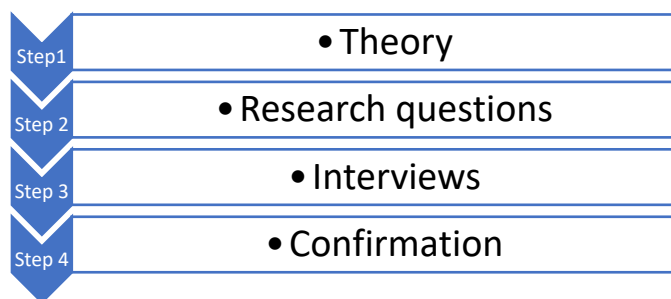 Step1
• Theory
Step 2
• Research questions
Step 3
• Interviews
Step 4
• Confirmation